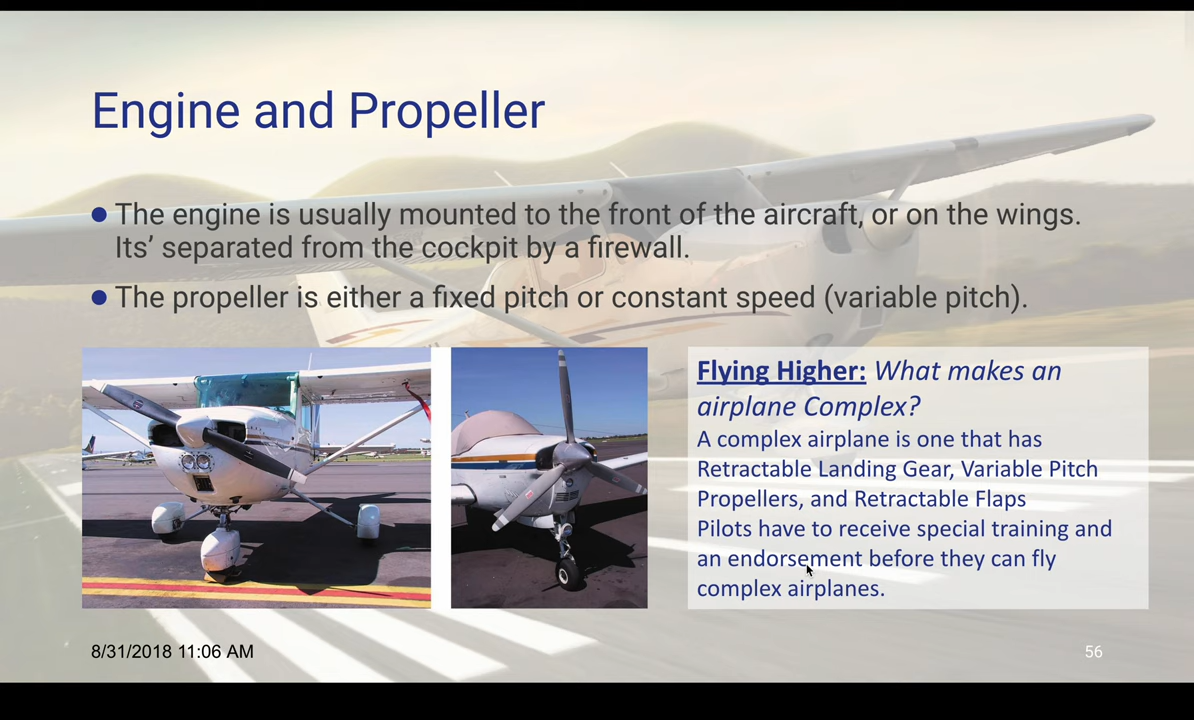 Engine and Propeller
The engine is usually mounted to the front of the aircraft, or on the wings.
Its’ separated from the cockpit by a firewall.
The propeller is either a fixed pitch or constant speed (variable pitch).
Flying Higher: What makes an
airplane Complex?
A complex airplane is one that has
Retractable Landing Gear, Variable Pitch
Propellers, and Retractable Flaps
Pilots have to receive special training and
an endorsement before they can fly
complex airplanes.
8/31/2018 11:06 AM
56